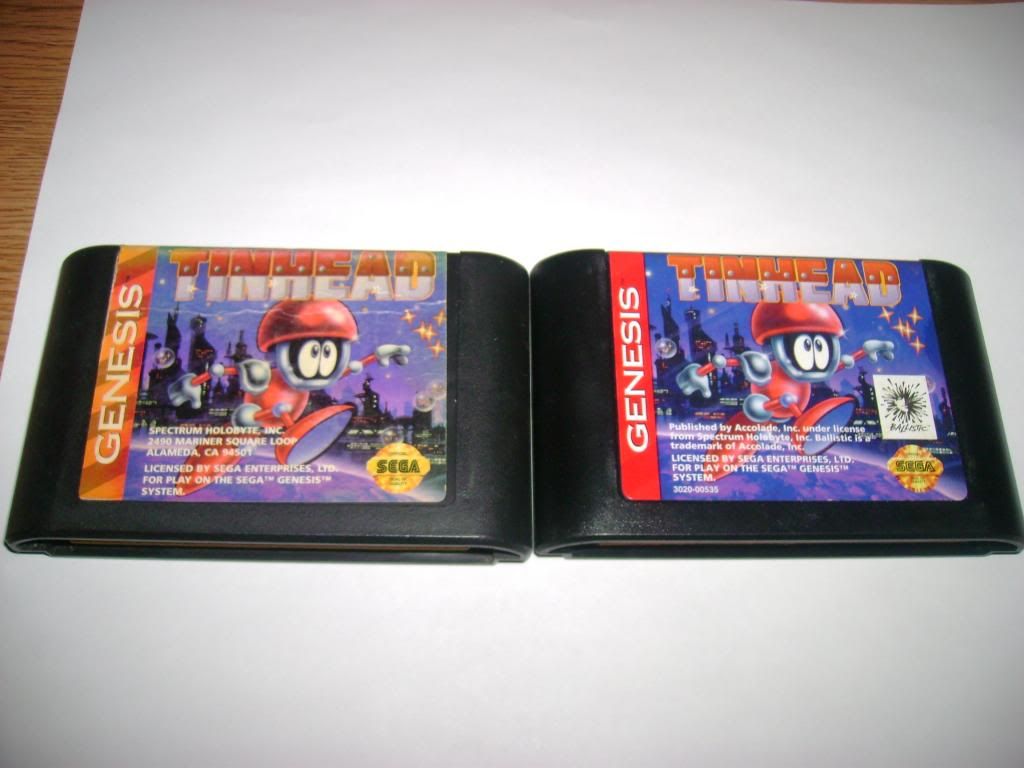 TINHEAD
GENESIS
SPECTRUM HOLOBYTE, INC.
2490 MARINER SQUARE LOOP
ALAMEDA, CA 94501
LICENSED BY SEGA ENTERPRISES, LTD.
FOR PLAY ON THE SEGA™ GENESIS™
SYSTEM.
SEGA
TINHEAD
GENESIS
BALLISTIC™
Published by Accolade, Inc. under license
from Spectrum Holobyte, Inc. Ballistic is a
trademark of Accolade, Inc.
LICENSED BY SEGA ENTERPRISES, LTD.
FOR PLAY ON THE SEGA™ GENESIS™
SYSTEM.
3020-00535
SEGA